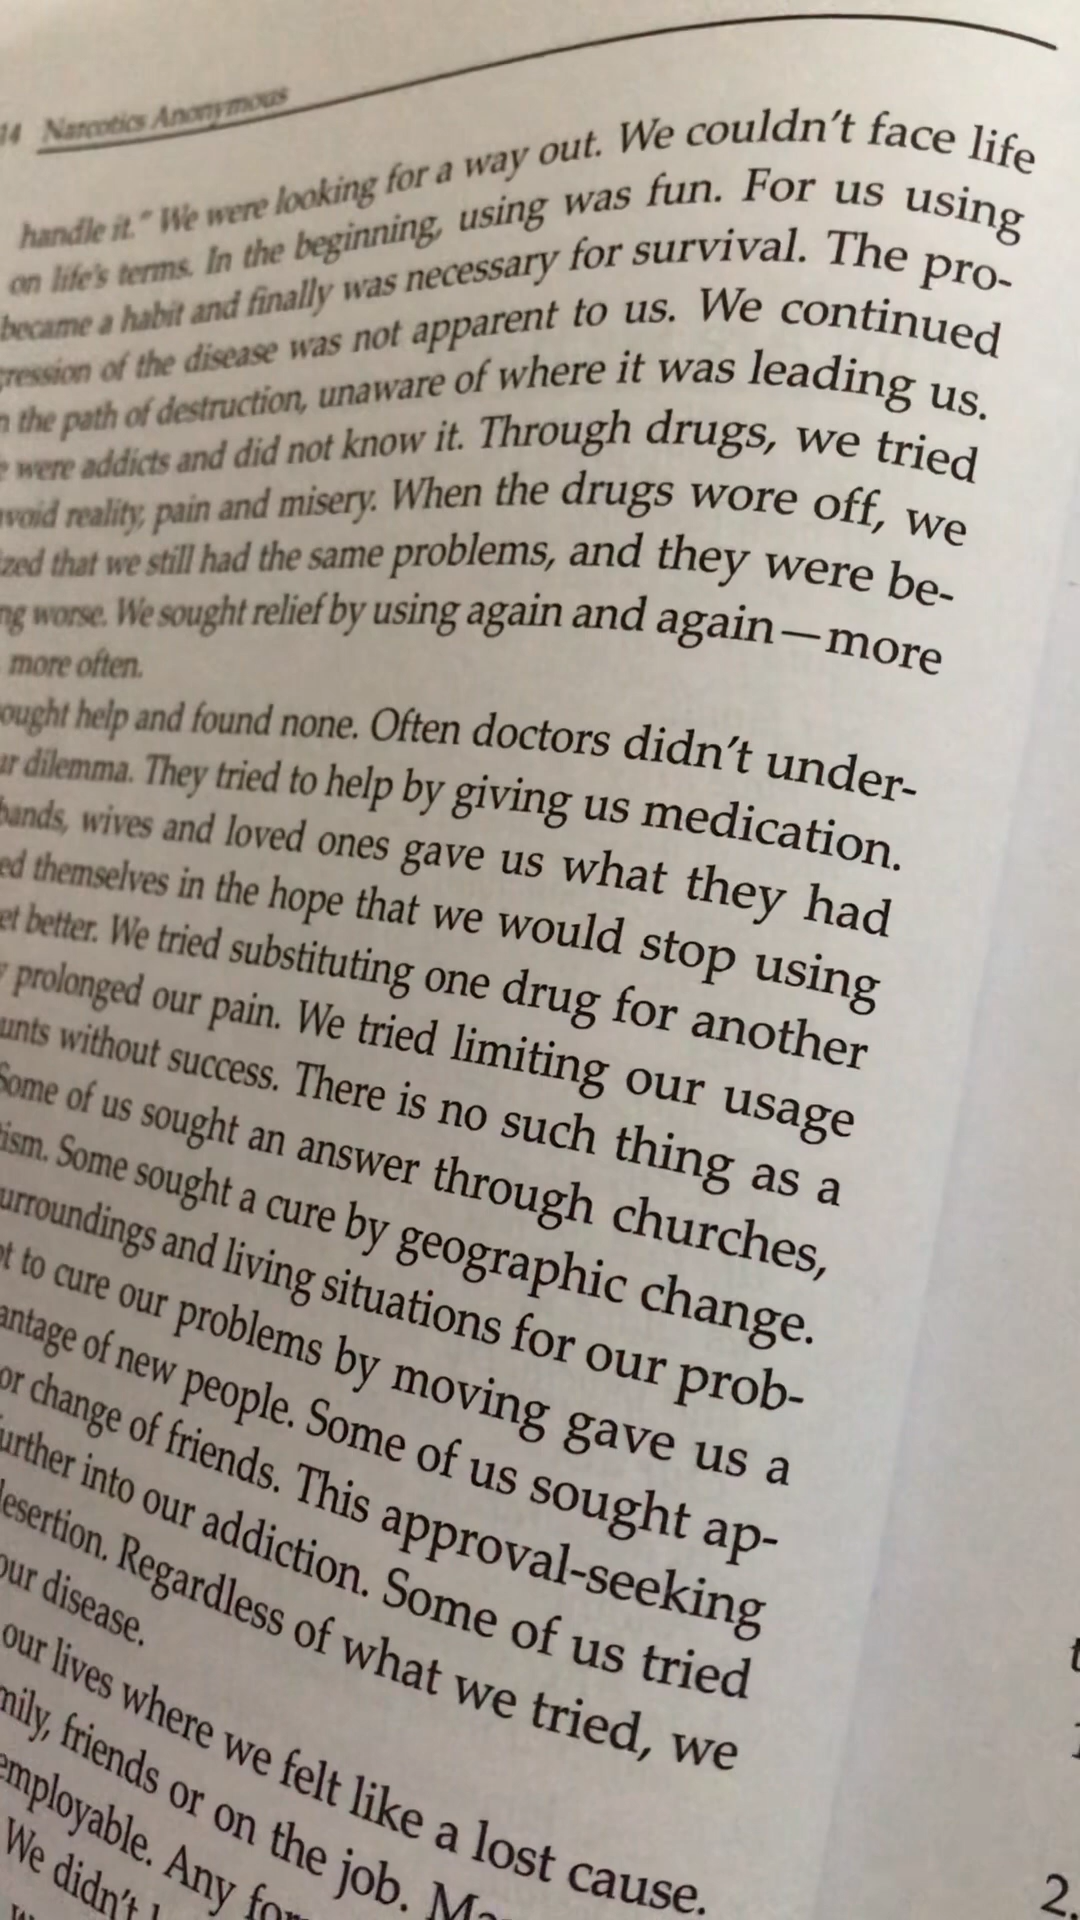 14 Narcotics Anonymous
handle it." We were looking for a way out. We couldn't face life
on life's terms. In the beginning, using was fun. For us using
became a habit and finally was necessary for survival. The pro-
gression of the disease was not apparent to us. We continued
the path of destruction, unaware of where it was leading us.
were addicts and did not know it. Through drugs, we tried
void reality, pain and misery. When the drugs wore off, we
zed that we still had the same problems, and they were be-
ng worse. We sought relief by using again and again—more
more often.
ought help and found none. Often doctors didn't under-
ur dilemma. They tried to help by giving us medication.
bands, wives and loved ones gave us what they had
ed themselves in the hope that we would stop using
et better. We tried substituting one drug for another
prolonged our pain. We tried limiting our usage
unts without success. There is no such thing as a
Some of us sought an answer through churches,
ism. Some sought a cure by geographic change.
urroundings and living situations for our prob-
t to cure our problems by moving gave us a
antage of new people. Some of us sought ap-
or change of friends. This approval-seeking
urther into our addiction. Some of us tried
desertion. Regardless of what we tried, we
our disease.
our lives where we felt like a lost cause.
mily, friends or on the job. Ma
employable. Any for
We didn't
2.